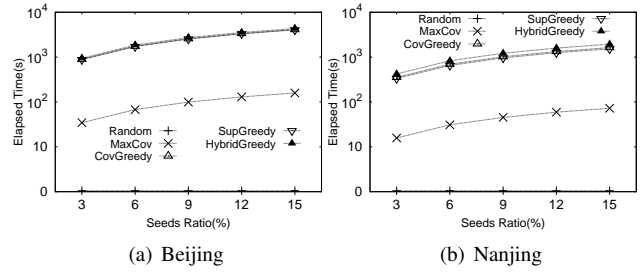 Elapsed Time(s)
10^4
10^3
10^2
10
0
3 6 9 12 15
Seeds Ratio(%)
Random
MaxCov
CovGreedy
SupGreedy
HybridGreedy
(a) Beijing
Elapsed Time(s)
10^4
10^3
10^2
10
0
3 6 9 12 15
Seeds Ratio(%)
Random
MaxCov
CovGreedy
SupGreedy
HybridGreedy
(b) Nanjing